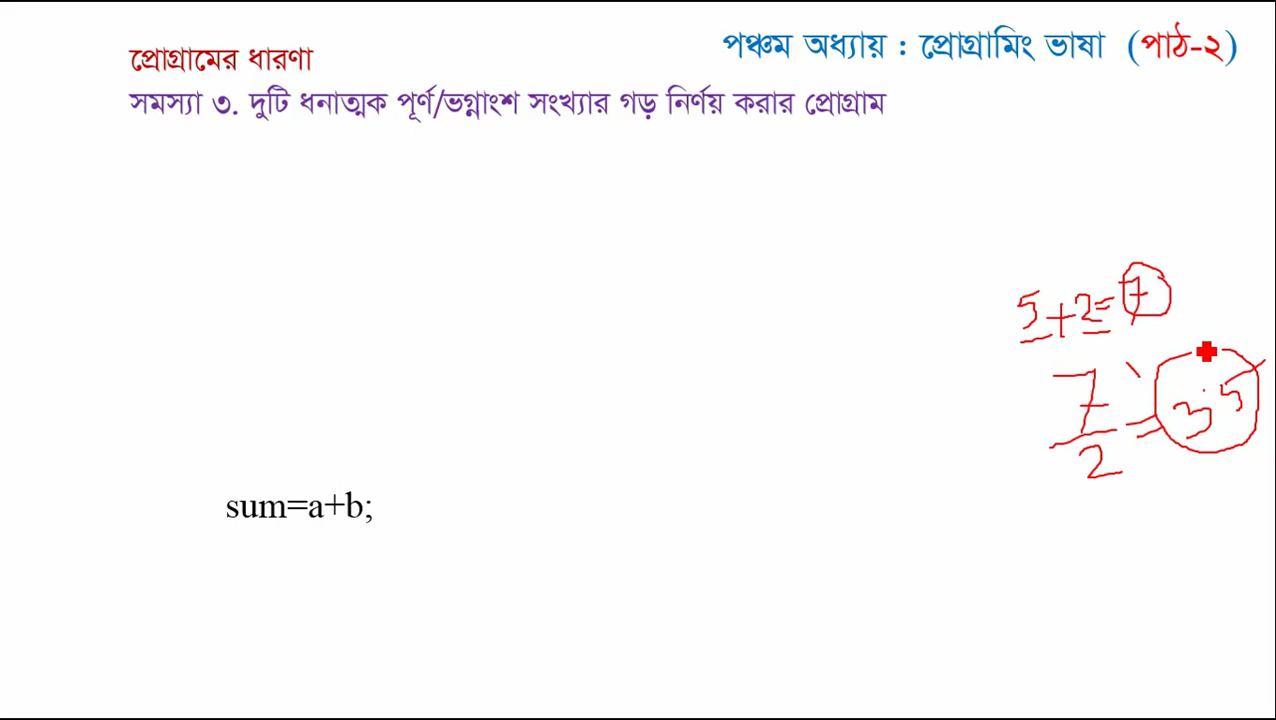 পঞ্চম অধ্যায় : প্রোগ্রামিং ভাষা (পাঠ-২)
প্রোগ্রামের ধারণা
সমস্যা ৩. দুটি ধনাত্মক পূর্ণ/ভগ্নাংশ সংখ্যার গড় নির্ণয় করার প্রোগ্রাম
5+2=7
7
2
=3.5
sum=a+b;